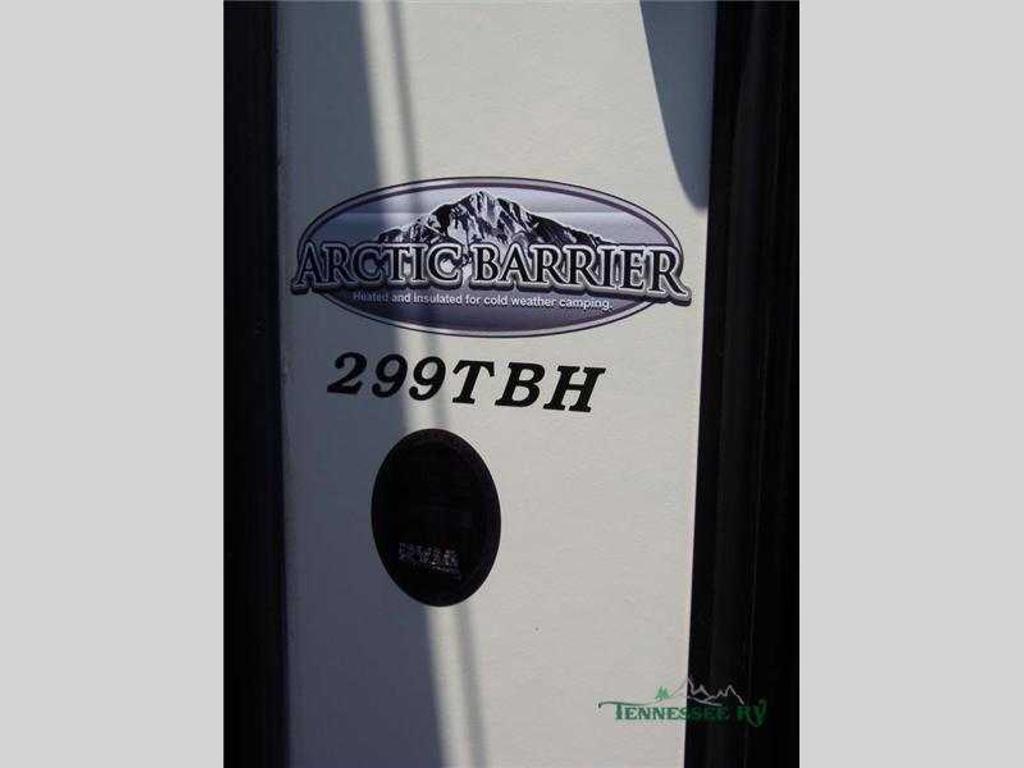 ARCTIC BARRIER
Heated and insulated for cold weather camping.
299TBH
TENNESSEE RV